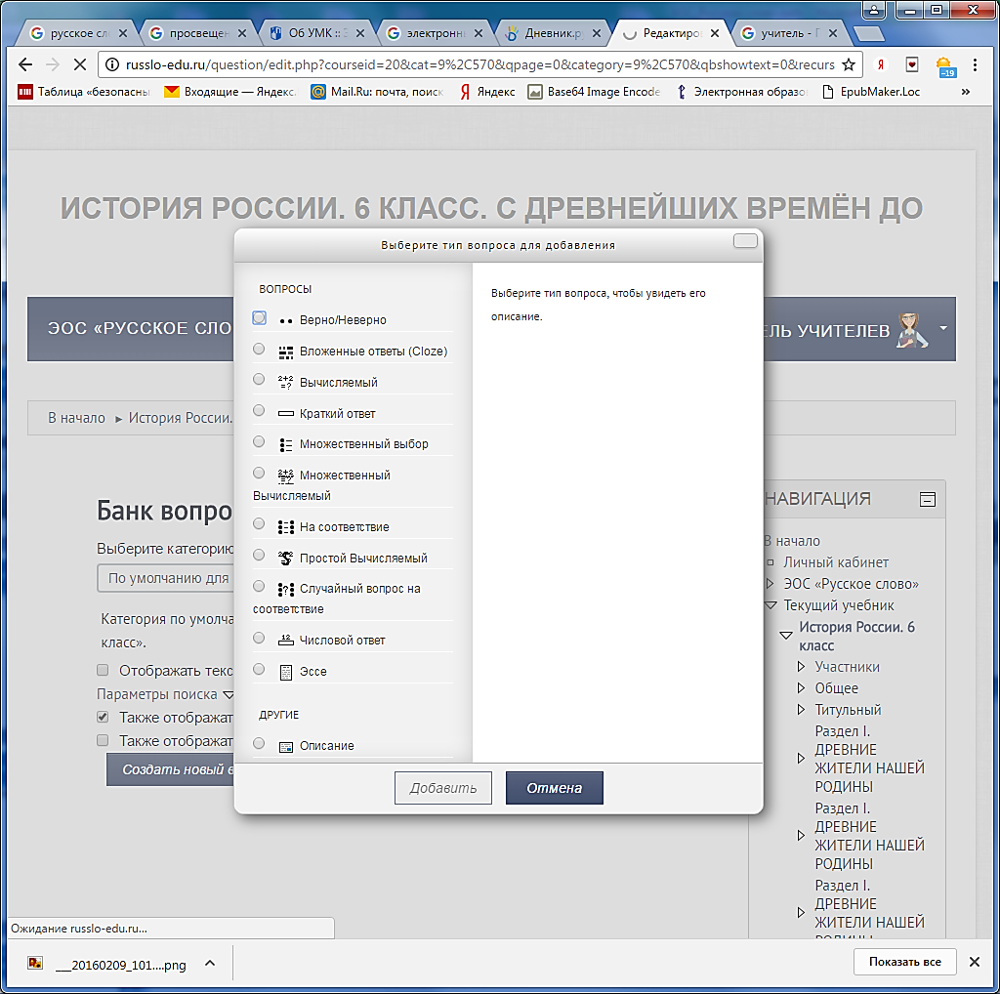 русское сл
просвещен
Об УМК :: Э
электронн
Дневник.р
Редактиро
учитель - П
russlo-edu.ru/question/edit.php?courseid=20&cat=9%2C570&qpage=0&category=9%2C570&qbshowtext=0&recurs
-19
Таблица «безопасны
Входящие — Яндекс.
Mail.Ru: почта, поиск
Яндекс
Base64 Image Encode
Электронная образо
EpubMaker.Loc
»
ИСТОРИЯ РОССИИ. 6 КЛАСС. С ДРЕВНЕЙШИХ ВРЕМЁН ДО
Выберите тип вопроса для добавления
ВОПРОСЫ
Верно/Неверно
Вложенные ответы (Cloze)
Вычисляемый
Краткий ответ
Множественный выбор
Множественный
Вычисляемый
На соответствие
Простой Вычисляемый
Случайный вопрос на
соответствие
Числовой ответ
Эссе
ДРУГИЕ
Описание
Выберите тип вопроса, чтобы увидеть его
описание.
Добавить
Отмена
ЭОС «РУССКОЕ СЛО
ЕЛЬ УЧИТЕЛЕВ
В начало ► История России.
Банк вопро
Выберите категорию
По умолчанию для
Категория по умолча
класс».
Отображать текс
Параметры поиска
Также отображат
Также отображат
Создать новый в
НАВИГАЦИЯ
В начало
Личный кабинет
ЭОС «Русское слово»
Текущий учебник
История России. 6
класс
Участники
Общее
Титульный
Раздел I.
ДРЕВНИЕ
ЖИТЕЛИ НАШЕЙ
РОДИНЫ
Раздел I.
ДРЕВНИЕ
ЖИТЕЛИ НАШЕЙ
РОДИНЫ
Раздел I.
ДРЕВНИЕ
ЖИТЕЛИ НАШЕЙ
РОДИНЫ
Ожидание russlo-edu.ru...
___20160209_101....png
Показать все